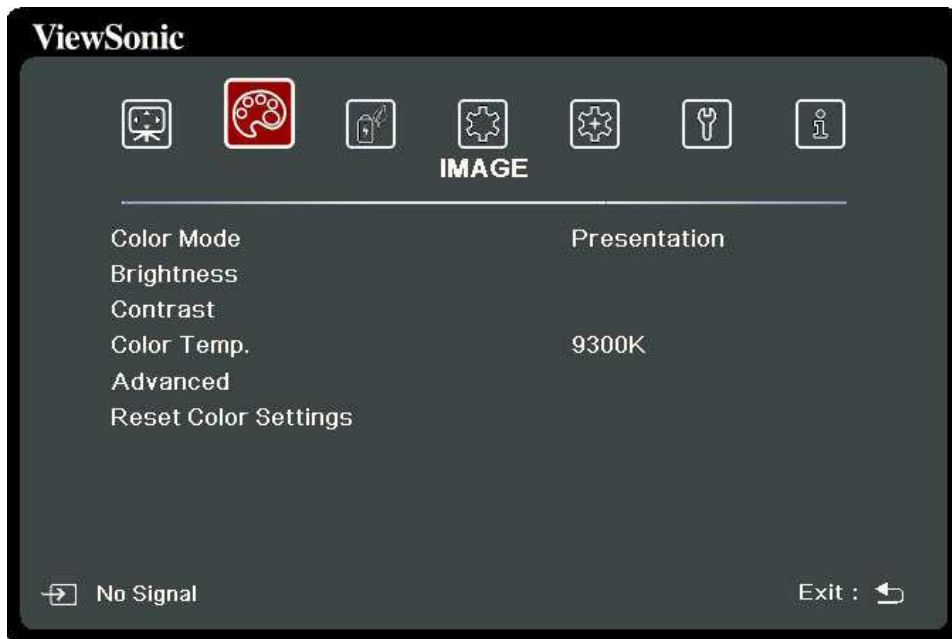 ViewSonic
IMAGE
Color Mode Presentation
Brightness
Contrast
Color Temp. 9300K
Advanced
Reset Color Settings
No Signal Exit :